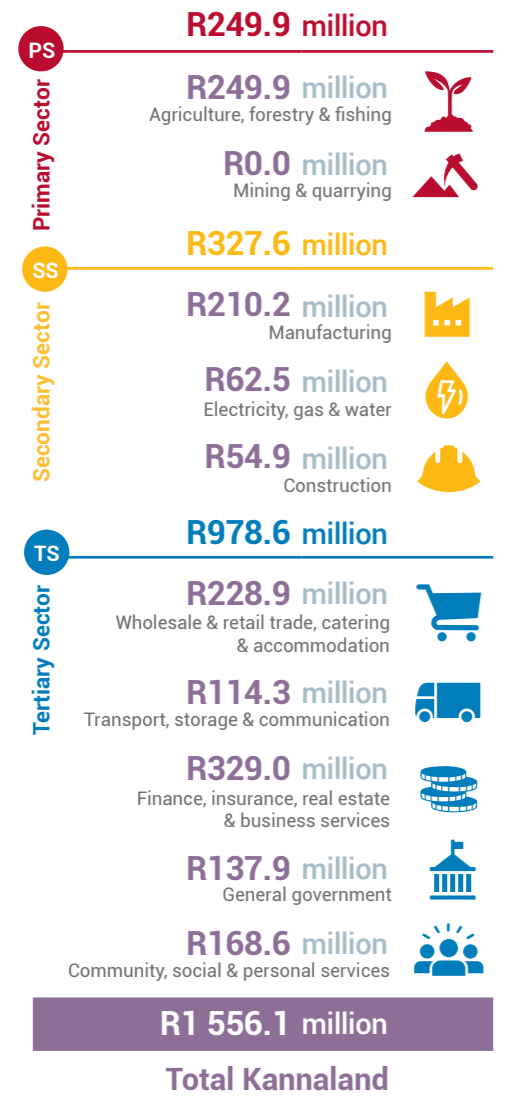 R249.9 million
PS
Primary Sector
R249.9 million
Agriculture, forestry & fishing
R0.0 million
Mining & quarrying
R327.6 million
SS
Secondary Sector
R210.2 million
Manufacturing
R62.5 million
Electricity, gas & water
R54.9 million
Construction
R978.6 million
TS
Tertiary Sector
R228.9 million
Wholesale & retail trade, catering
& accommodation
R114.3 million
Transport, storage & communication
R329.0 million
Finance, insurance, real estate
& business services
R137.9 million
General government
R168.6 million
Community, social & personal services
R1 556.1 million
Total Kannaland